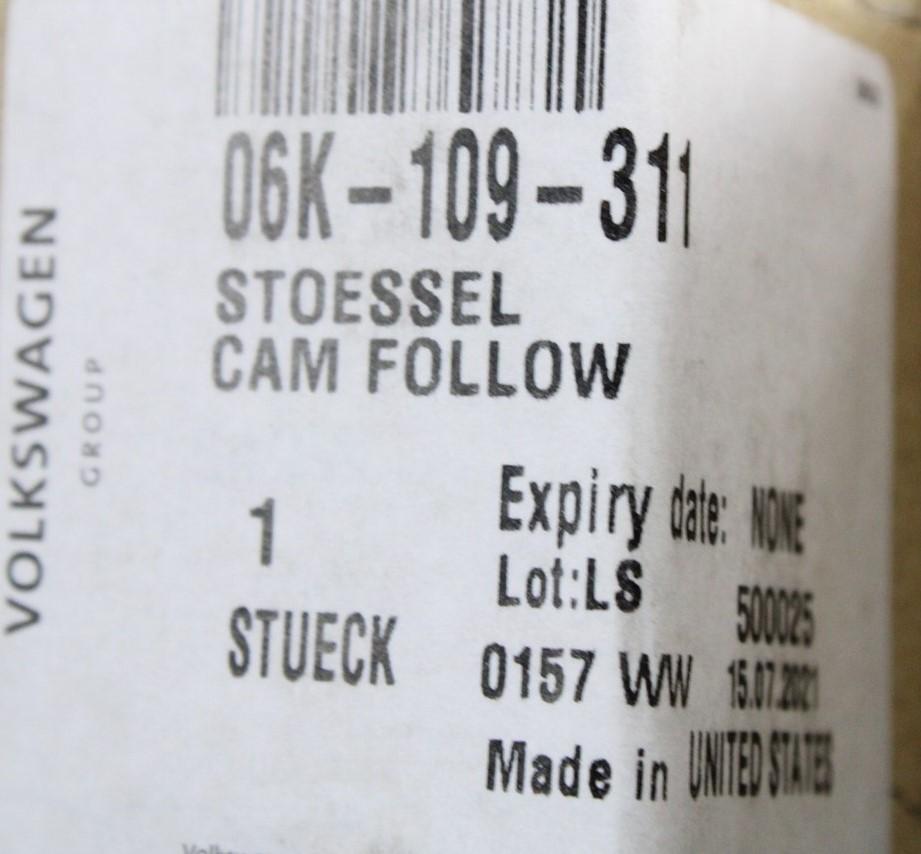 VOLKSWAGEN
GROUP
06K-109-311
STOESSEL
CAM FOLLOW
1
STUECK
Expiry date: NONE
Lot:LS
500025
0157 WW 15.07.2021
Made in UNITED STATES